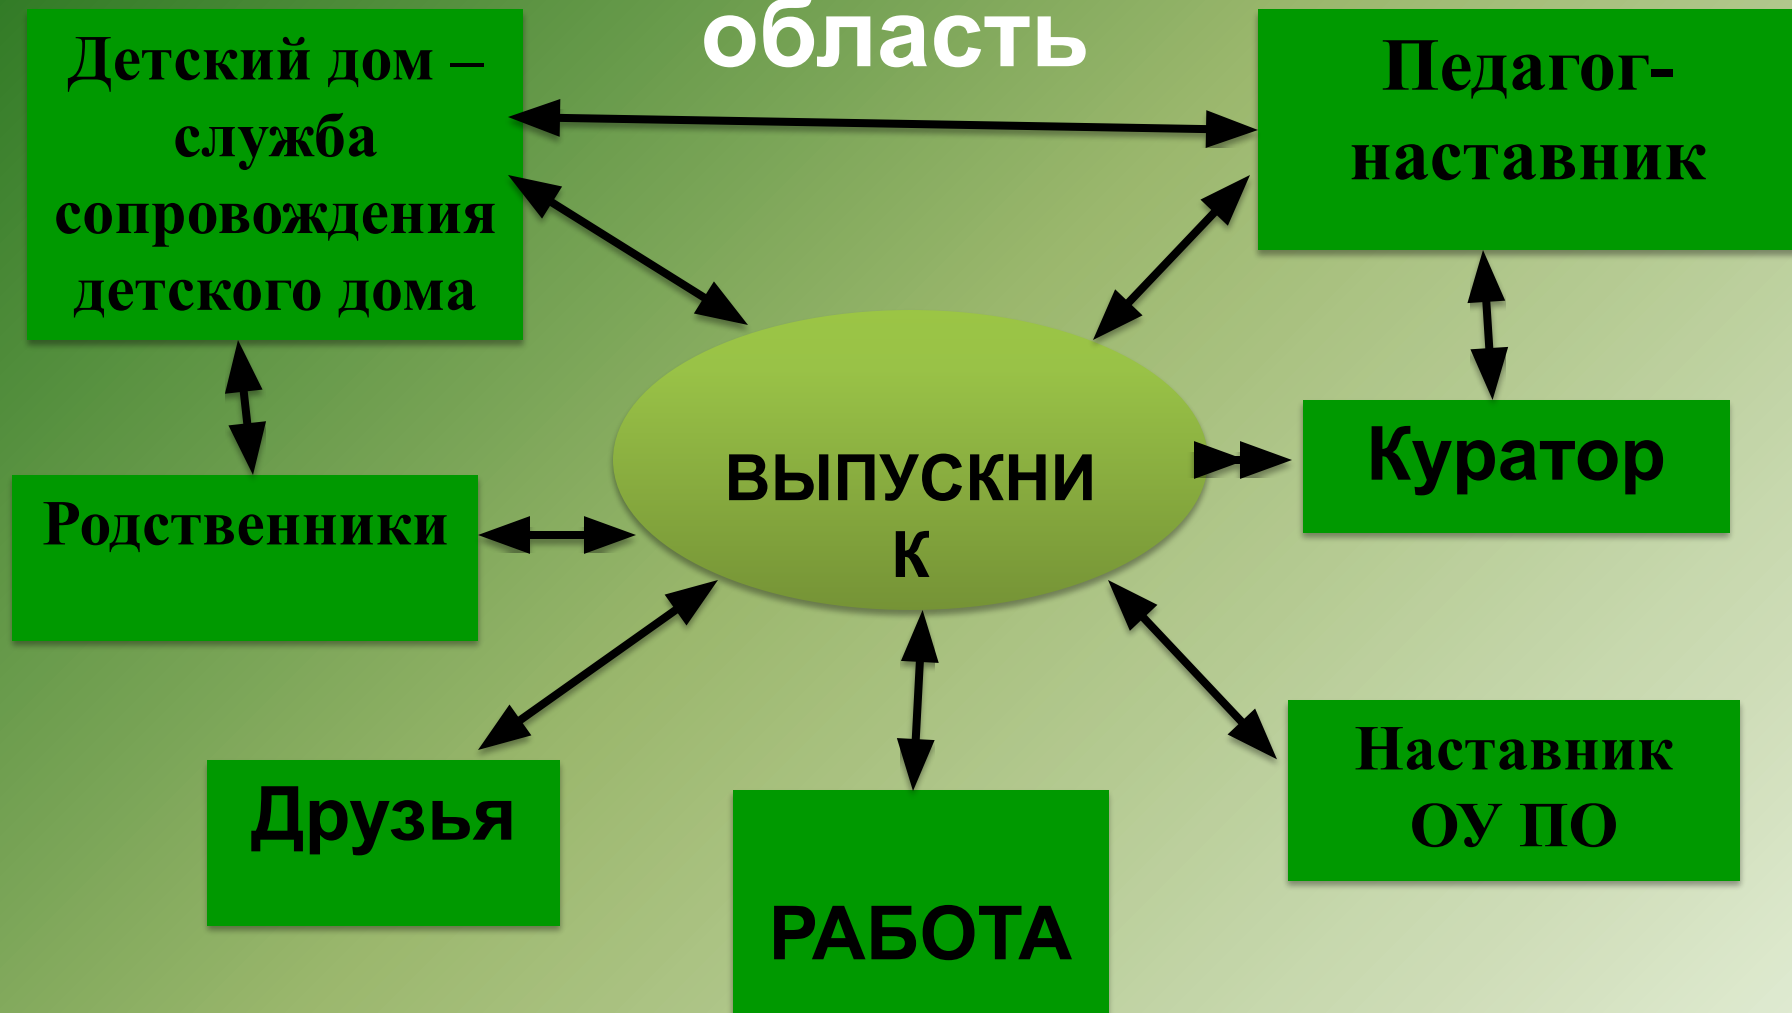 область
Детский дом –
служба
сопровождения
детского дома
Педагог-
наставник
ВЫПУСКНИ
К
Куратор
Родственники
Друзья
РАБОТА
Наставник
ОУ ПО